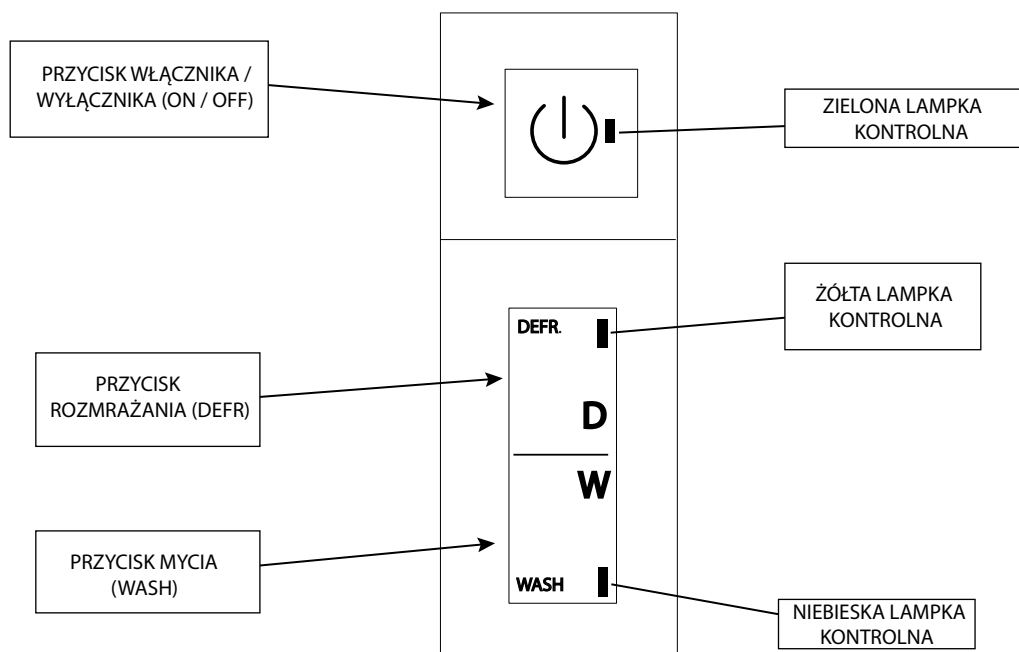 PRZYCISK WŁĄCZNIKA /
WYŁĄCZNIKA (ON / OFF)
ZIELONA LAMPKA
KONTROLNA
ŻÓŁTA LAMPKA
KONTROLNA
DEFR.
PRZYCISK
ROZMRAŻANIA (DEFR)
D
W
PRZYCISK MYCIA
(WASH)
WASH
NIEBIESKA LAMPKA
KONTROLNA